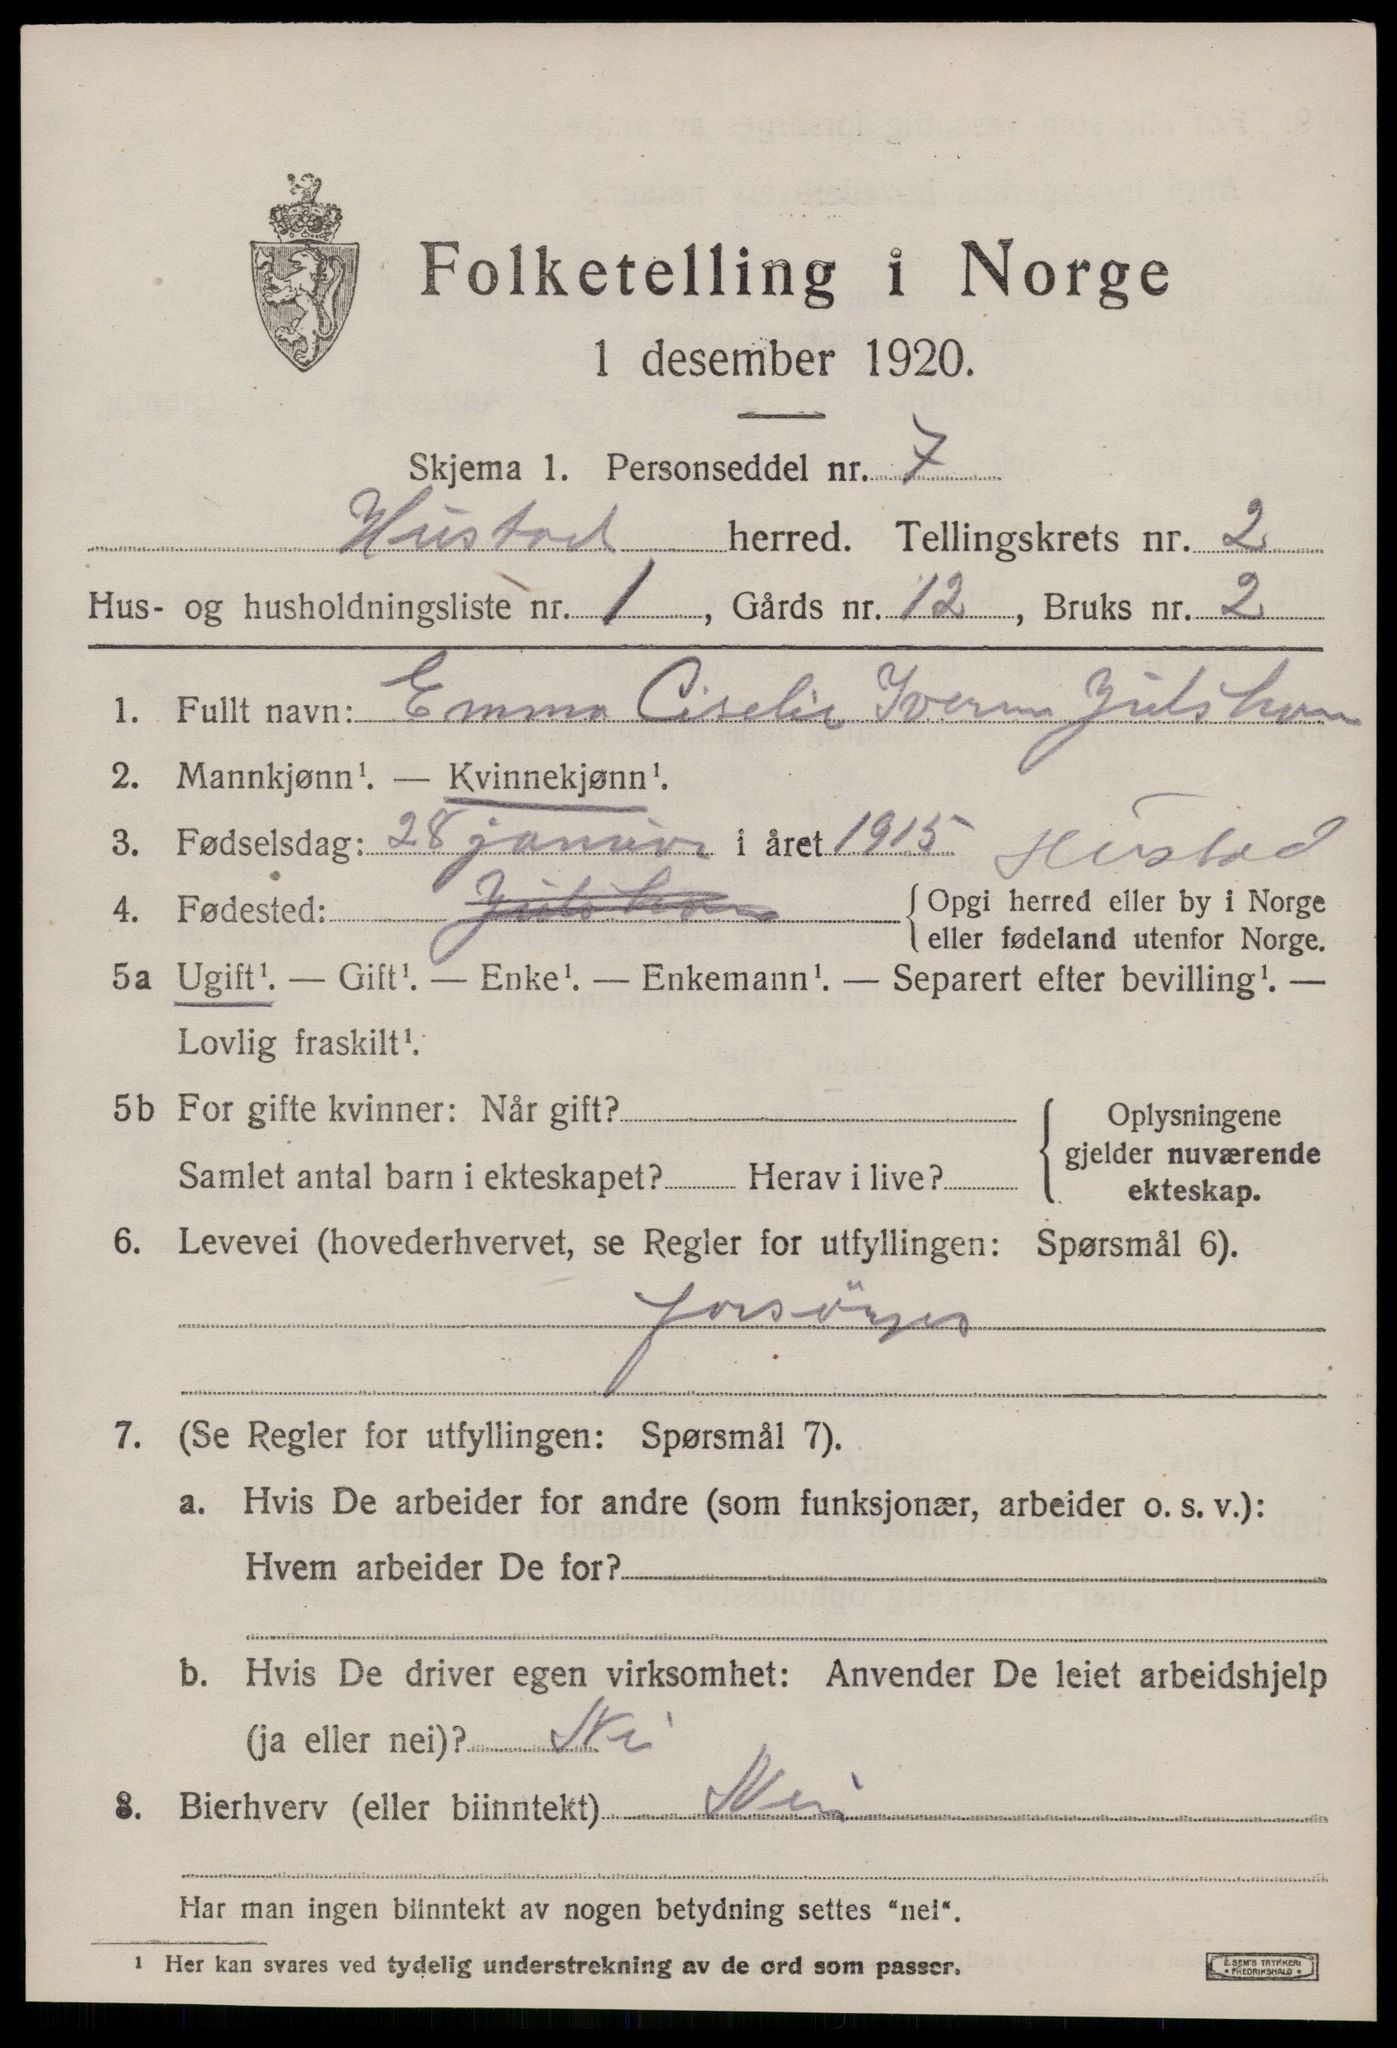 Folketelling i Norge
1 desember 1920.
Skjema 1. Personseddel nr. 7
Hustad herred. Tellingskrets nr. 2
Hus- og husholdningsliste nr. 1, Gårds nr. 12, Bruks nr. 2
1. Fullt navn: Emma Ciselie
2. Mannkjønn¹. — Kvinnekjønn¹.
3. Fødselsdag: 28 januar i året 1915 Hustad
4. Fødested: { Opgi herred eller by i Norge
eller fødeland utenfor Norge.
5a Ugift¹. — Gift¹. — Enke¹. — Enkemann¹. — Separert efter bevilling¹. —
Lovlig fraskilt¹.
5b For gifte kvinner: Når gift? { Oplysningene
gjelder nuværende
Samlet antal barn i ekteskapet? Herav i live?
ekteskap.
6. Levevei (hovederhvervet, se Regler for utfyllingen: Spørsmål 6).
forsörges
7. (Se Regler for utfyllingen: Spørsmål 7).
a. Hvis De arbeider for andre (som funksjonær, arbeider o. s. v.):
Hvem arbeider De for?
b. Hvis De driver egen virksomhet: Anvender De leiet arbeidshjelp
(ja eller nei)? Nei
8. Bierhverv (eller biinntekt) Nei
Har man ingen biinntekt av nogen betydning settes "nei".
¹ Her kan svares ved tydelig understrekning av de ord som passer.
E. SEM'S TRYKKERI
• FREDRIKSHALD •